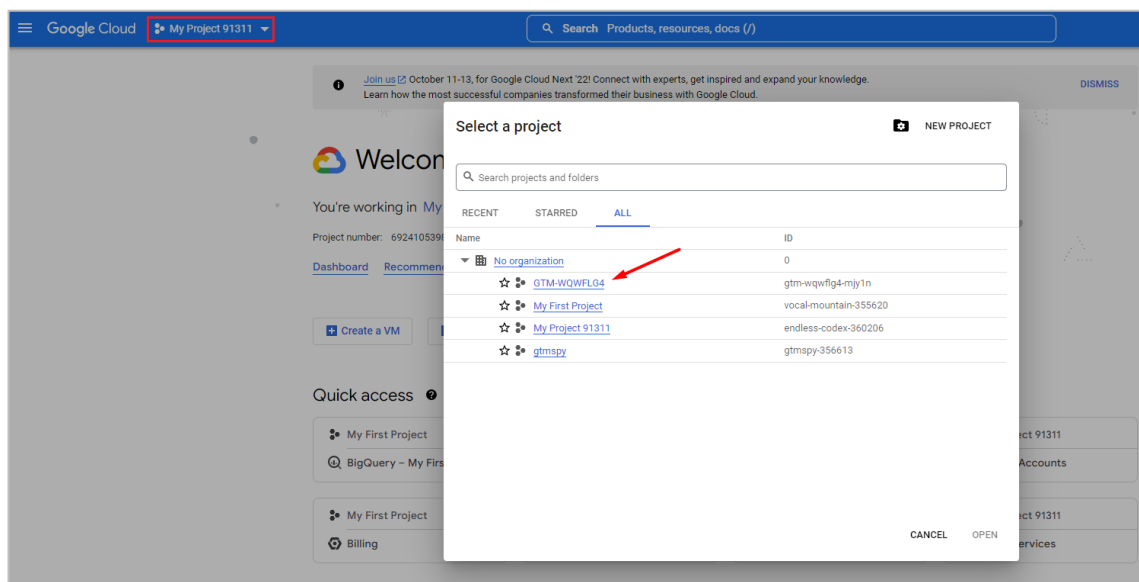 Google Cloud
My Project 91311
Search Products, resources, docs (/)
Join us October 11-13, for Google Cloud Next '22! Connect with experts, get inspired and expand your knowledge.
Learn how the most successful companies transformed their business with Google Cloud.
DISMISS
Welcon
You're working in My
Project number: 692410539
Dashboard Recommen
Create a VM
Quick access
My First Project
BigQuery – My Firs
My First Project
Billing
Select a project
NEW PROJECT
Search projects and folders
RECENT STARRED ALL
Name ID
No organization 0
GTM-WQWFLG4 gtm-wqwflg4-mjy1n
My First Project vocal-mountain-355620
My Project 91311 endless-codex-360206
gtmspy gtmspy-356613
CANCEL OPEN
ect 91311
Accounts
ect 91311
ervices